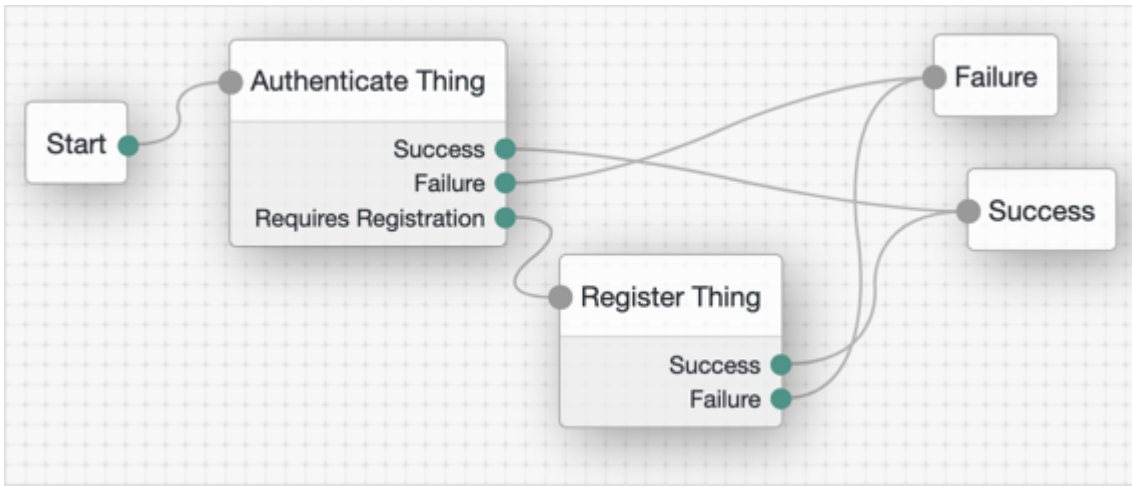 Start
Authenticate Thing
Success
Failure
Requires Registration
Register Thing
Success
Failure
Failure
Success